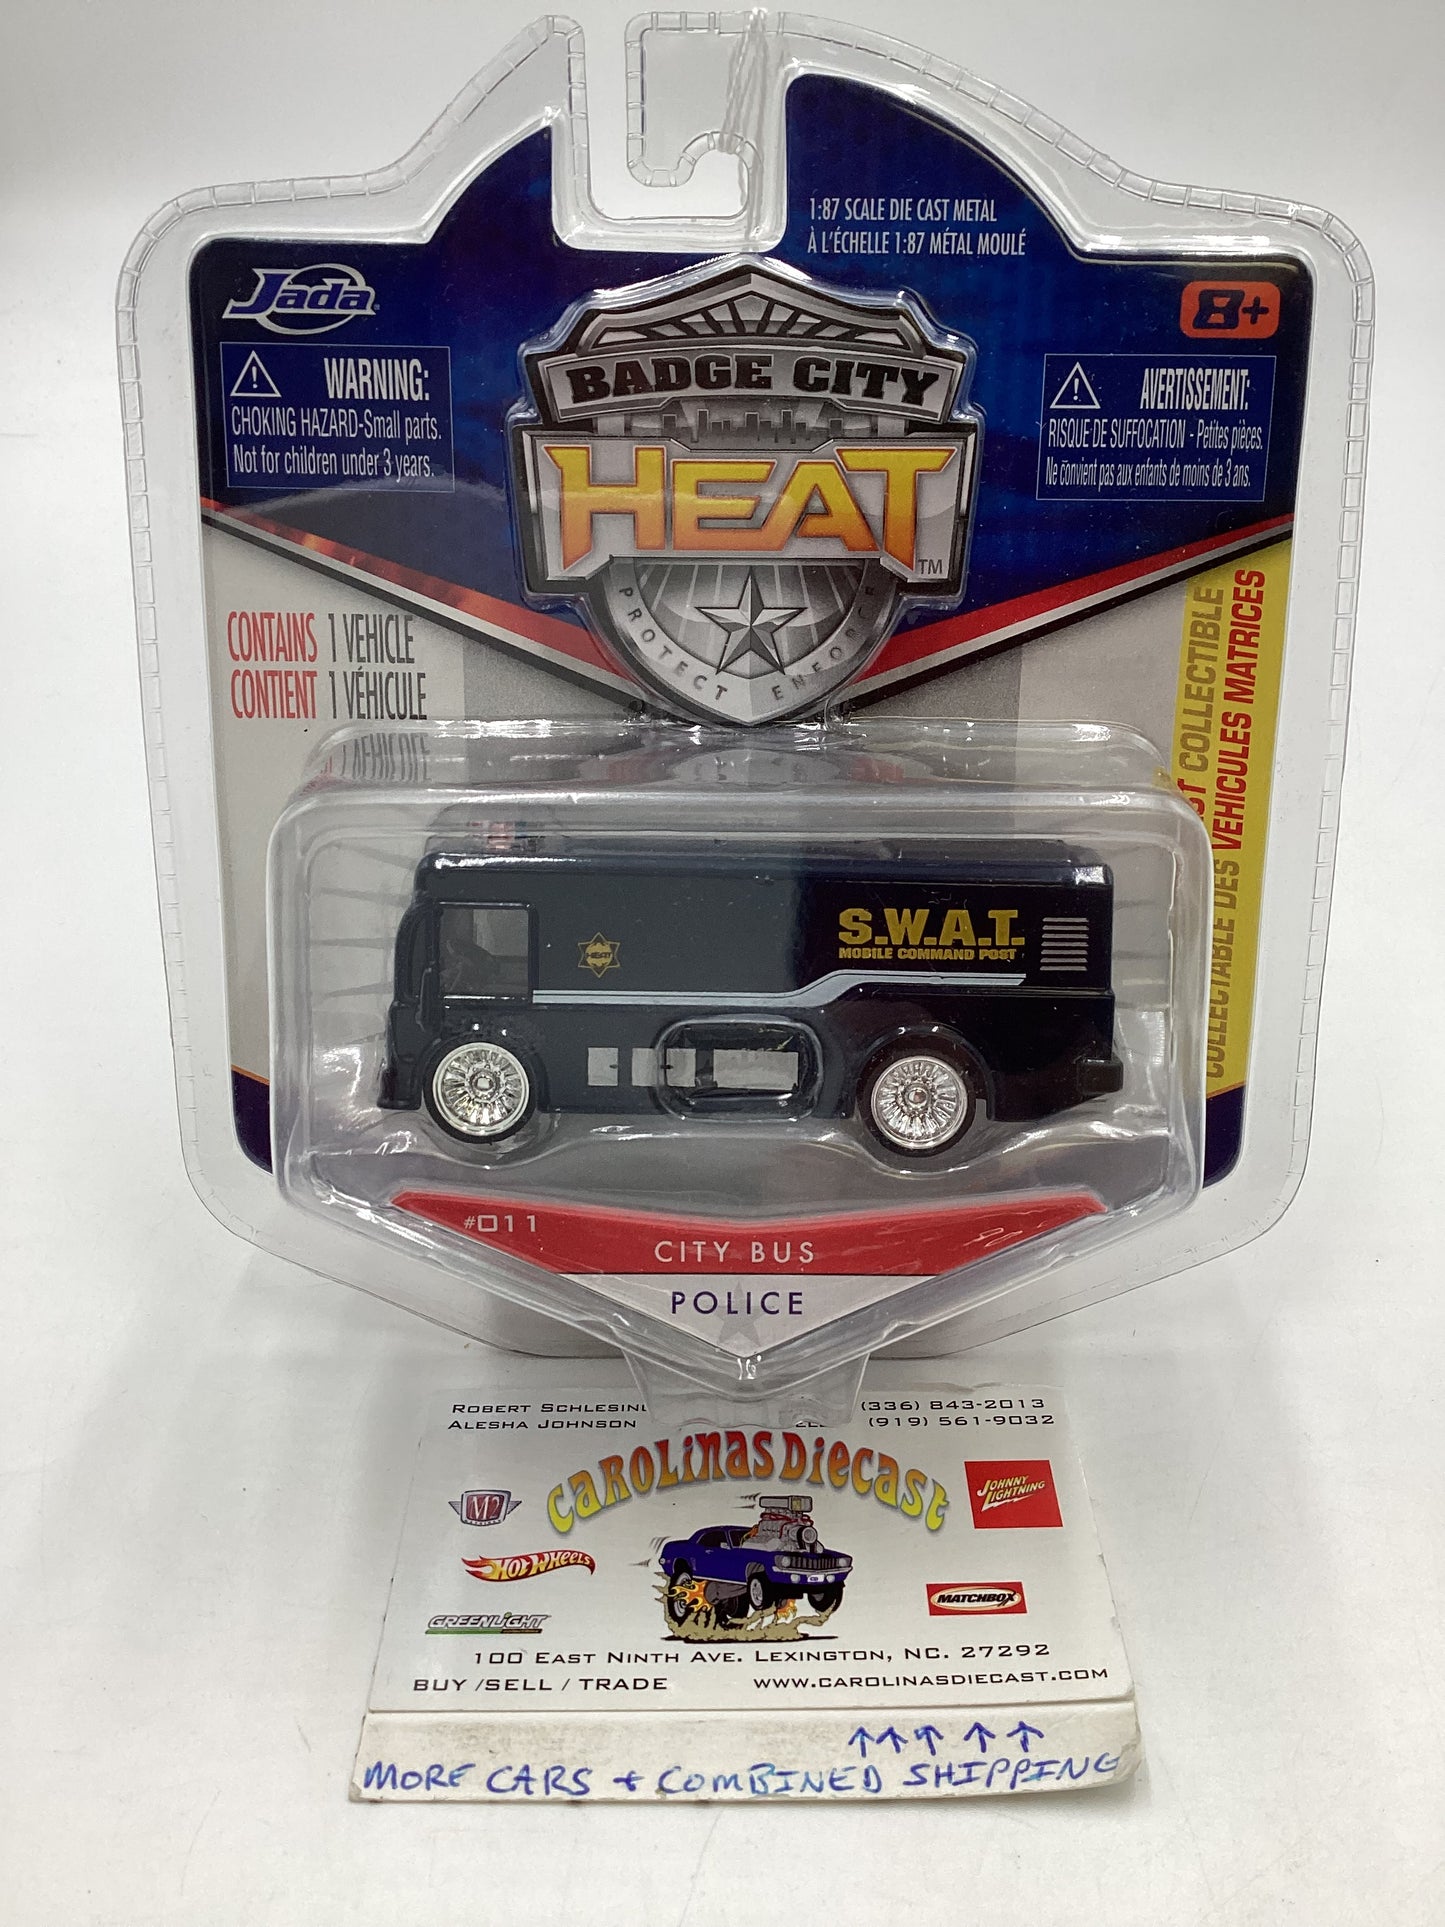 1:87 SCALE DIE CAST METAL
À L'ÉCHELLE 1:87 MÉTAL MOULÉ
Jada
8+
WARNING:
CHOKING HAZARD-Small parts.
Not for children under 3 years.
BADGE CITY
HEAT™
PROTECT ENFORCE
AVERTISSEMENT:
RISQUE DE SUFFOCATION - Petites pièces.
Ne convient pas aux enfants de moins de 3 ans.
CONTAINS 1 VEHICLE
CONTIENT 1 VÉHICULE
COLLECTIBLE
COLLECTABLE DES VEHICULES MATRICES
HEAT
S.W.A.T.
MOBILE COMMAND POST
#011
CITY BUS
POLICE
ROBERT (336) 843-2013
ALESHA JOHNSON (919) 561-9032
CAROLINAS DIECAST
M2
JOHNNY LIGHTNING
HOT WHEELS
MATCHBOX
GREENLIGHT
100 EAST NINTH AVE. LEXINGTON, NC. 27292
BUY /SELL / TRADE WWW.CAROLINASDIECAST.COM
MORE CARS + COMBINED SHIPPING